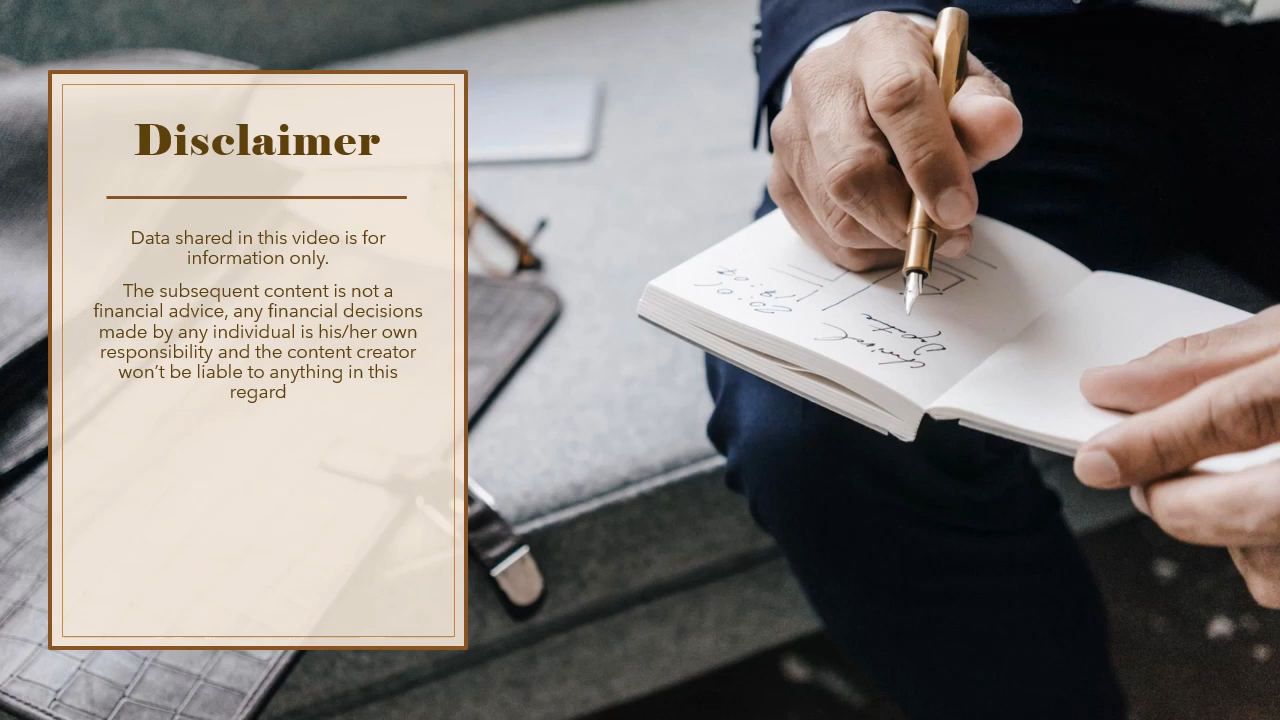 Disclaimer
Data shared in this video is for
information only.
The subsequent content is not a
financial advice, any financial decisions
made by any individual is his/her own
responsibility and the content creator
won't be liable to anything in this
regard